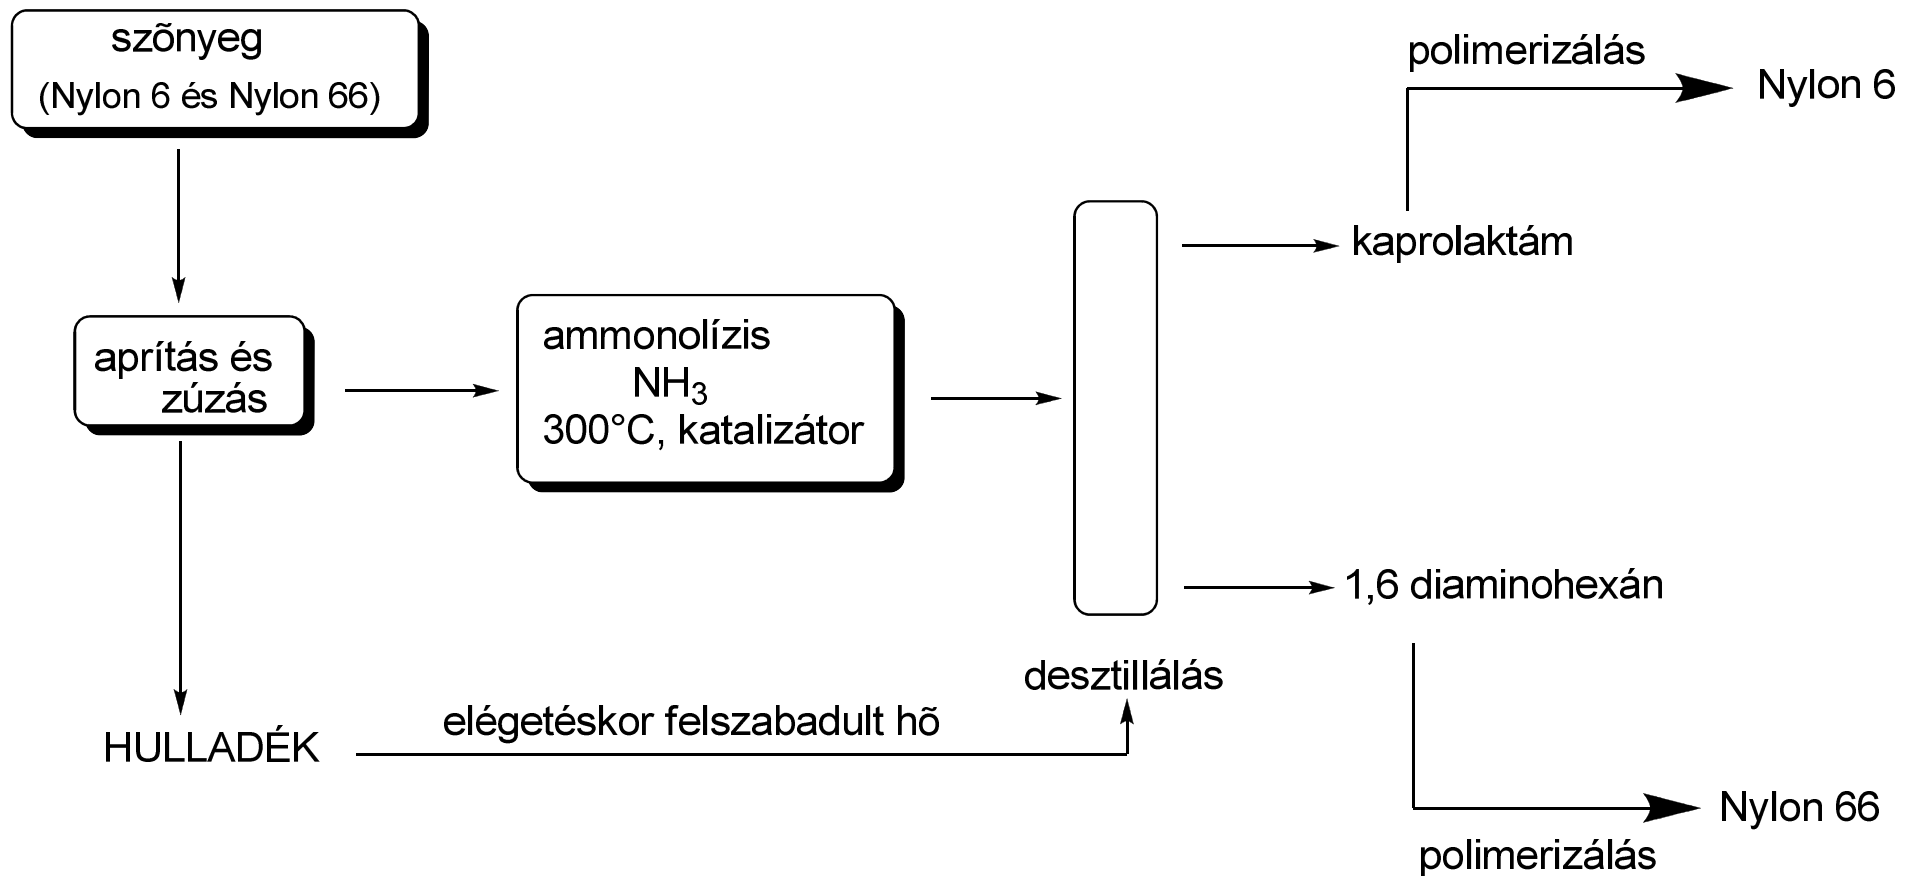 szõnyeg
(Nylon 6 és Nylon 66)
aprítás és
zúzás
HULLADÉK
elégetéskor felszabadult hõ
ammonolízis
NH₃
300°C, katalizátor
desztillálás
kaprolaktám
polimerizálás
Nylon 6
1,6 diaminohexán
polimerizálás
Nylon 66